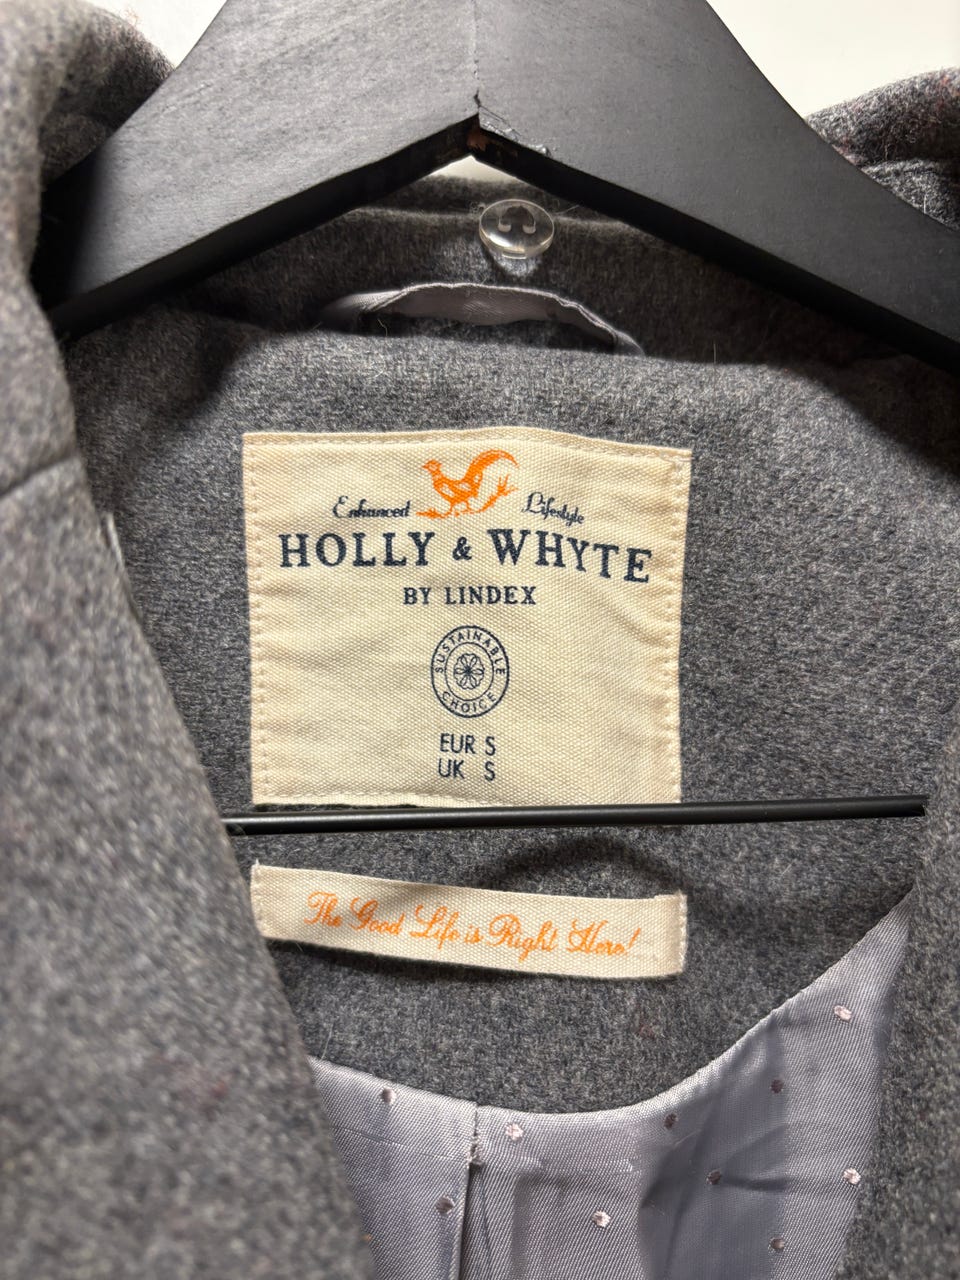 Enhanced Lifestyle
HOLLY & WHYTE
BY LINDEX
SUSTAINABLE
CHOICE
EUR S
UK S
The Good Life is Right Here!